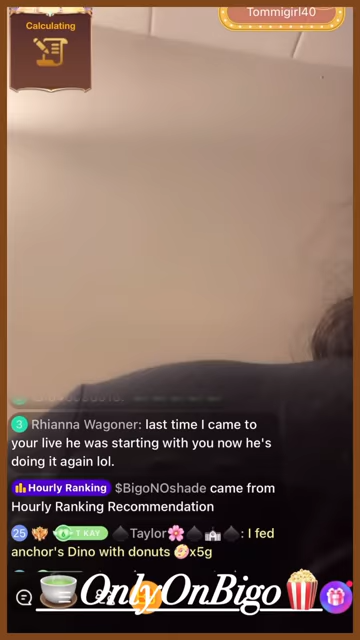 Calculating
Tommigirl40
3 Rhianna Wagoner: last time I came to
your live he was starting with you now he's
doing it again lol.
Hourly Ranking $BigoNOshade came from
Hourly Ranking Recommendation
25 T KAY Taylor🌸: I fed
anchor's Dino with donuts x5g
OnlyOnBigo